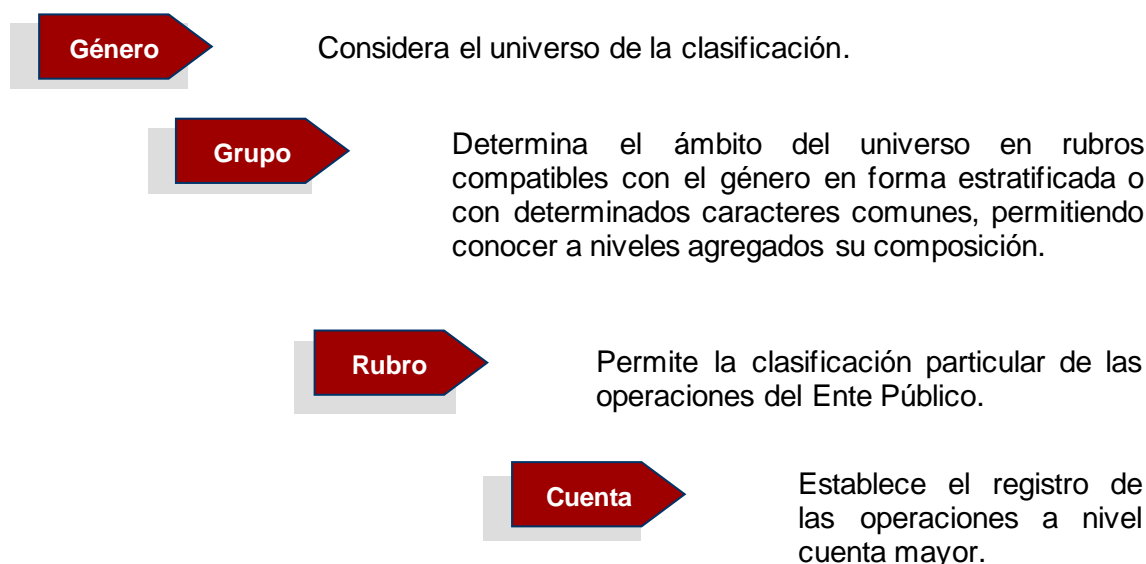 Género
Considera el universo de la clasificación.
Grupo
Determina el ámbito del universo en rubros
compatibles con el género en forma estratificada o
con determinados caracteres comunes, permitiendo
conocer a niveles agregados su composición.
Rubro
Permite la clasificación particular de las
operaciones del Ente Público.
Cuenta
Establece el registro de
las operaciones a nivel
cuenta mayor.